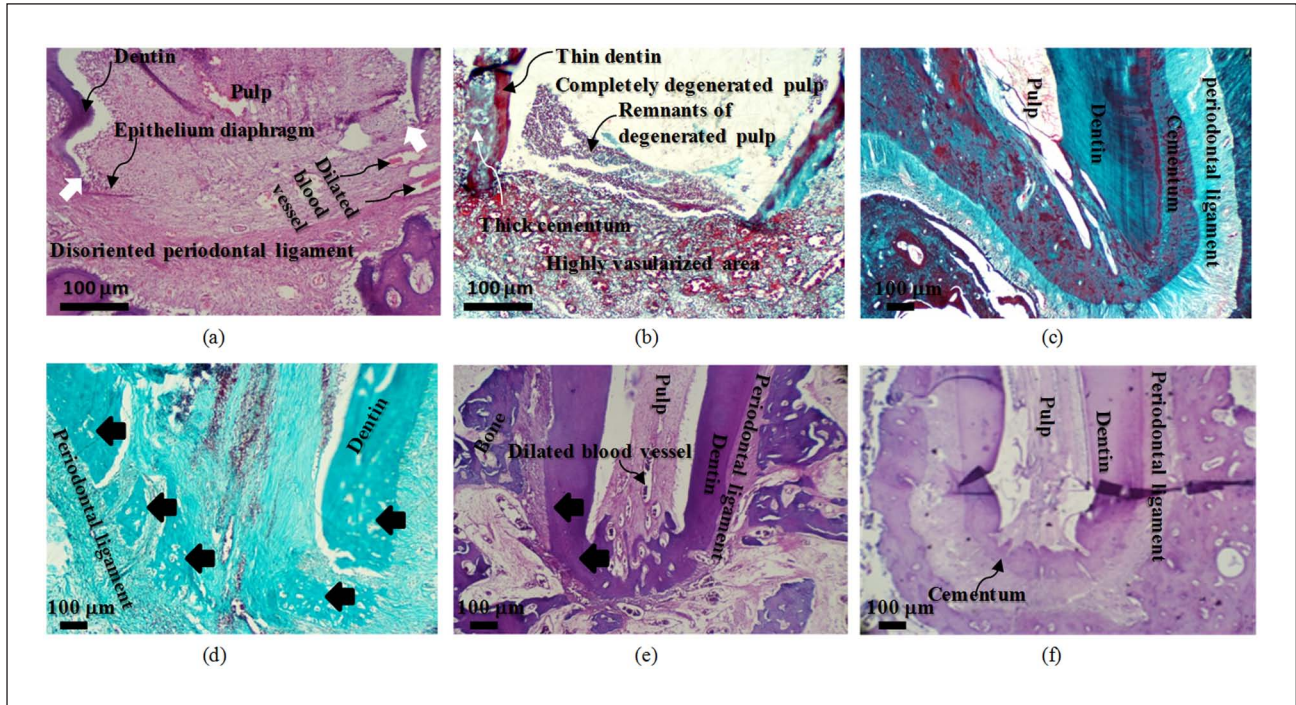 Dentin
Pulp
Epithelium diaphragm
Dilated
blood
vessel
Disoriented periodontal ligament
100 μm
(a)
Thin dentin
Completely degenerated pulp
Remnants of
degenerated pulp
Thick cementum
Highly vasularized area
100 μm
(b)
Pulp
Dentin
Cementum
periodontal ligament
100 μm
(c)
Periodontal ligament
Dentin
100 μm
(d)
Bone
Pulp
Dilated blood vessel
Dentin
Periodontal ligament
100 μm
(e)
Pulp
Dentin
Periodontal ligament
Cementum
100 μm
(f)